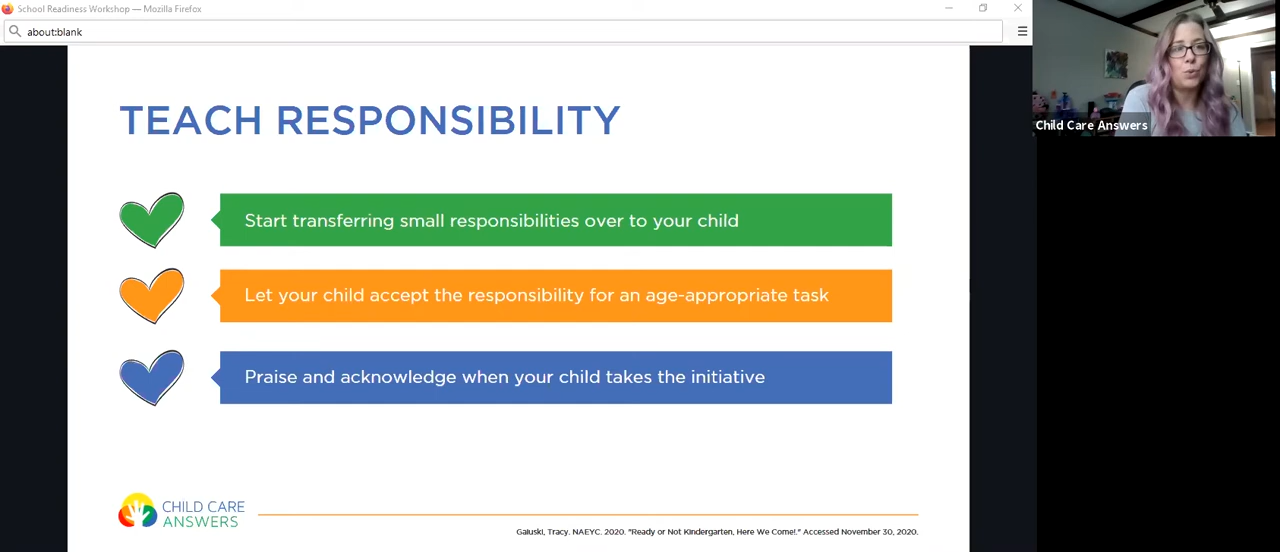 School Readiness Workshop — Mozilla Firefox
about:blank
Child Care Answers
TEACH RESPONSIBILITY
Start transferring small responsibilities over to your child
Let your child accept the responsibility for an age-appropriate task
Praise and acknowledge when your child takes the initiative
CHILD CARE
ANSWERS
Galuski, Tracy. NAEYC. 2020. "Ready or Not Kindergarten, Here We Come!". Accessed November 30, 2020.